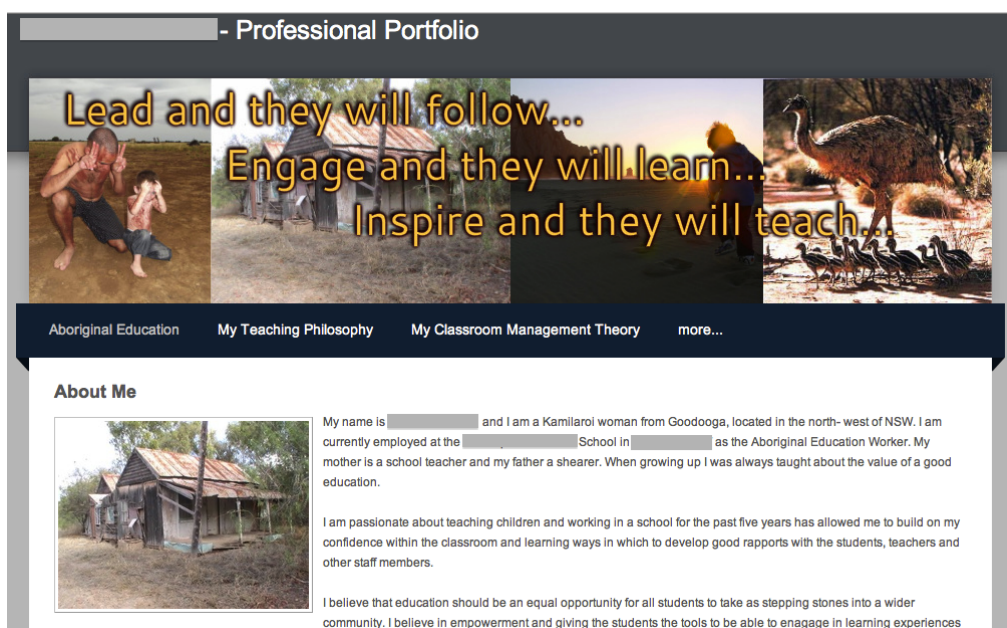 - Professional Portfolio
Lead and they will follow...
Engage and they will learn...
Inspire and they will teach...
Aboriginal Education My Teaching Philosophy My Classroom Management Theory more...
About Me
My name is and I am a Kamilaroi woman from Goodooga, located in the north- west of NSW. I am
currently employed at the School in as the Aboriginal Education Worker. My
mother is a school teacher and my father a shearer. When growing up I was always taught about the value of a good
education.
I am passionate about teaching children and working in a school for the past five years has allowed me to build on my
confidence within the classroom and learning ways in which to develop good rapports with the students, teachers and
other staff members.
I believe that education should be an equal opportunity for all students to take as stepping stones into a wider
community. I believe in empowerment and giving the students the tools to be able to enagage in learning experiences